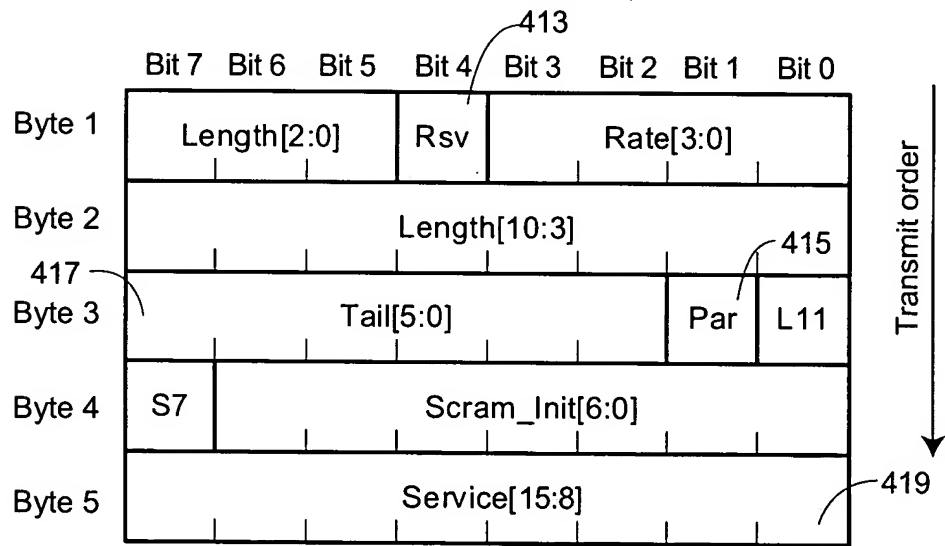 413
Bit 7 Bit 6 Bit 5 Bit 4 Bit 3 Bit 2 Bit 1 Bit 0
Byte 1 Length[2:0] Rsv Rate[3:0]
Byte 2 Length[10:3]
415
417
Byte 3 Tail[5:0] Par L11
Transmit order
Byte 4 S7 Scram_Init[6:0]
Byte 5 Service[15:8]
419